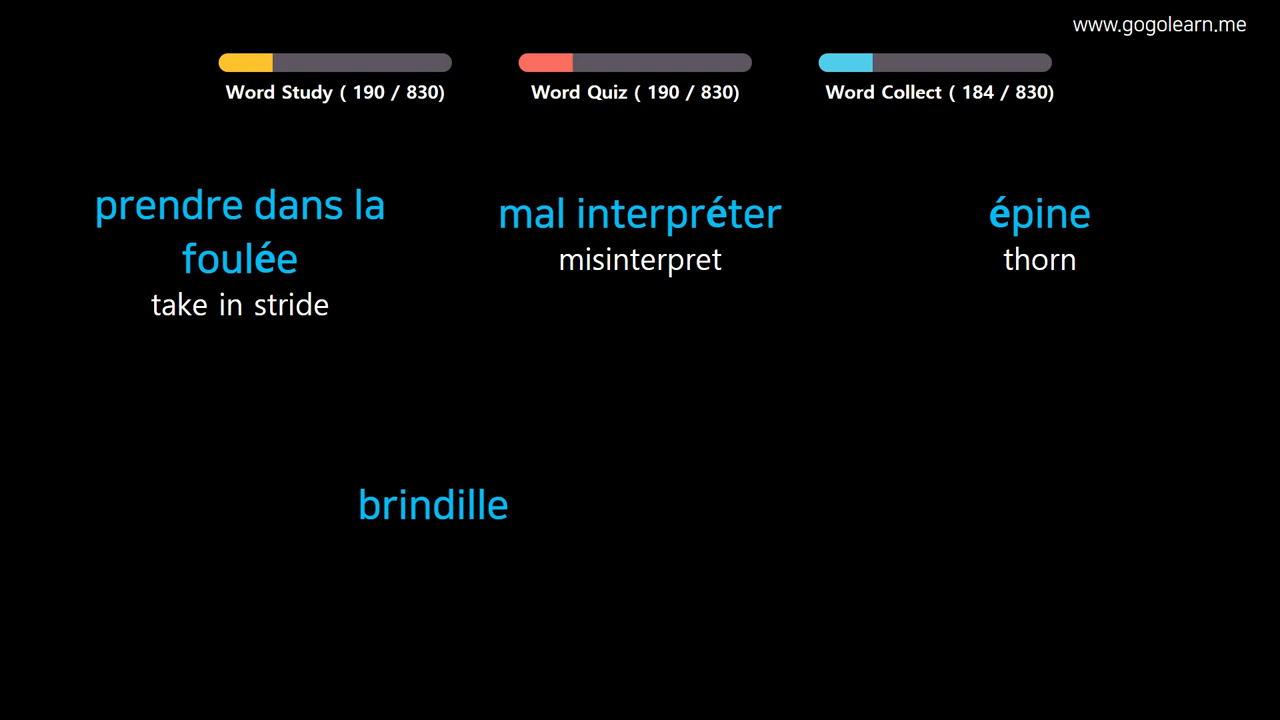 www.gogolearn.me
Word Study ( 190 / 830)
Word Quiz ( 190 / 830)
Word Collect ( 184 / 830)
prendre dans la
foulée
take in stride
mal interpréter
misinterpret
épine
thorn
brindille